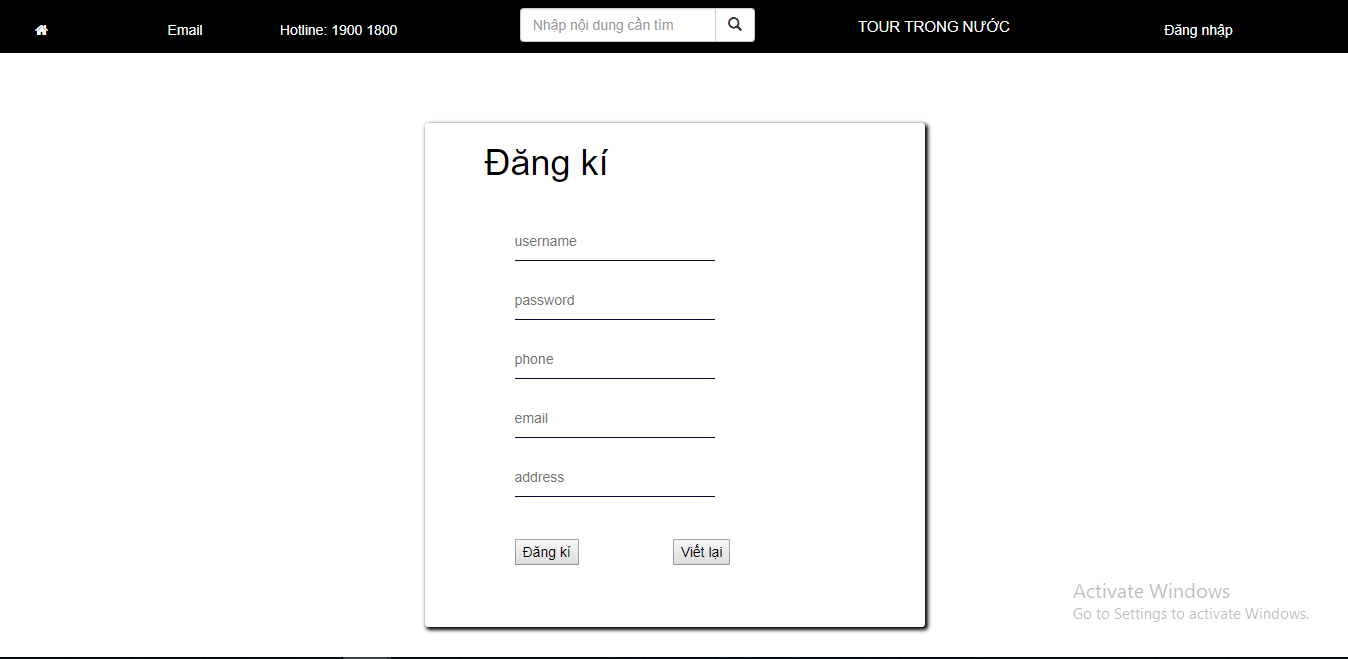 Email
Hotline: 1900 1800
Nhập nội dung cần tìm
TOUR TRONG NƯỚC
Đăng nhập
Đăng kí
username
password
phone
email
address
Đăng kí
Viết lại
Activate Windows
Go to Settings to activate Windows.